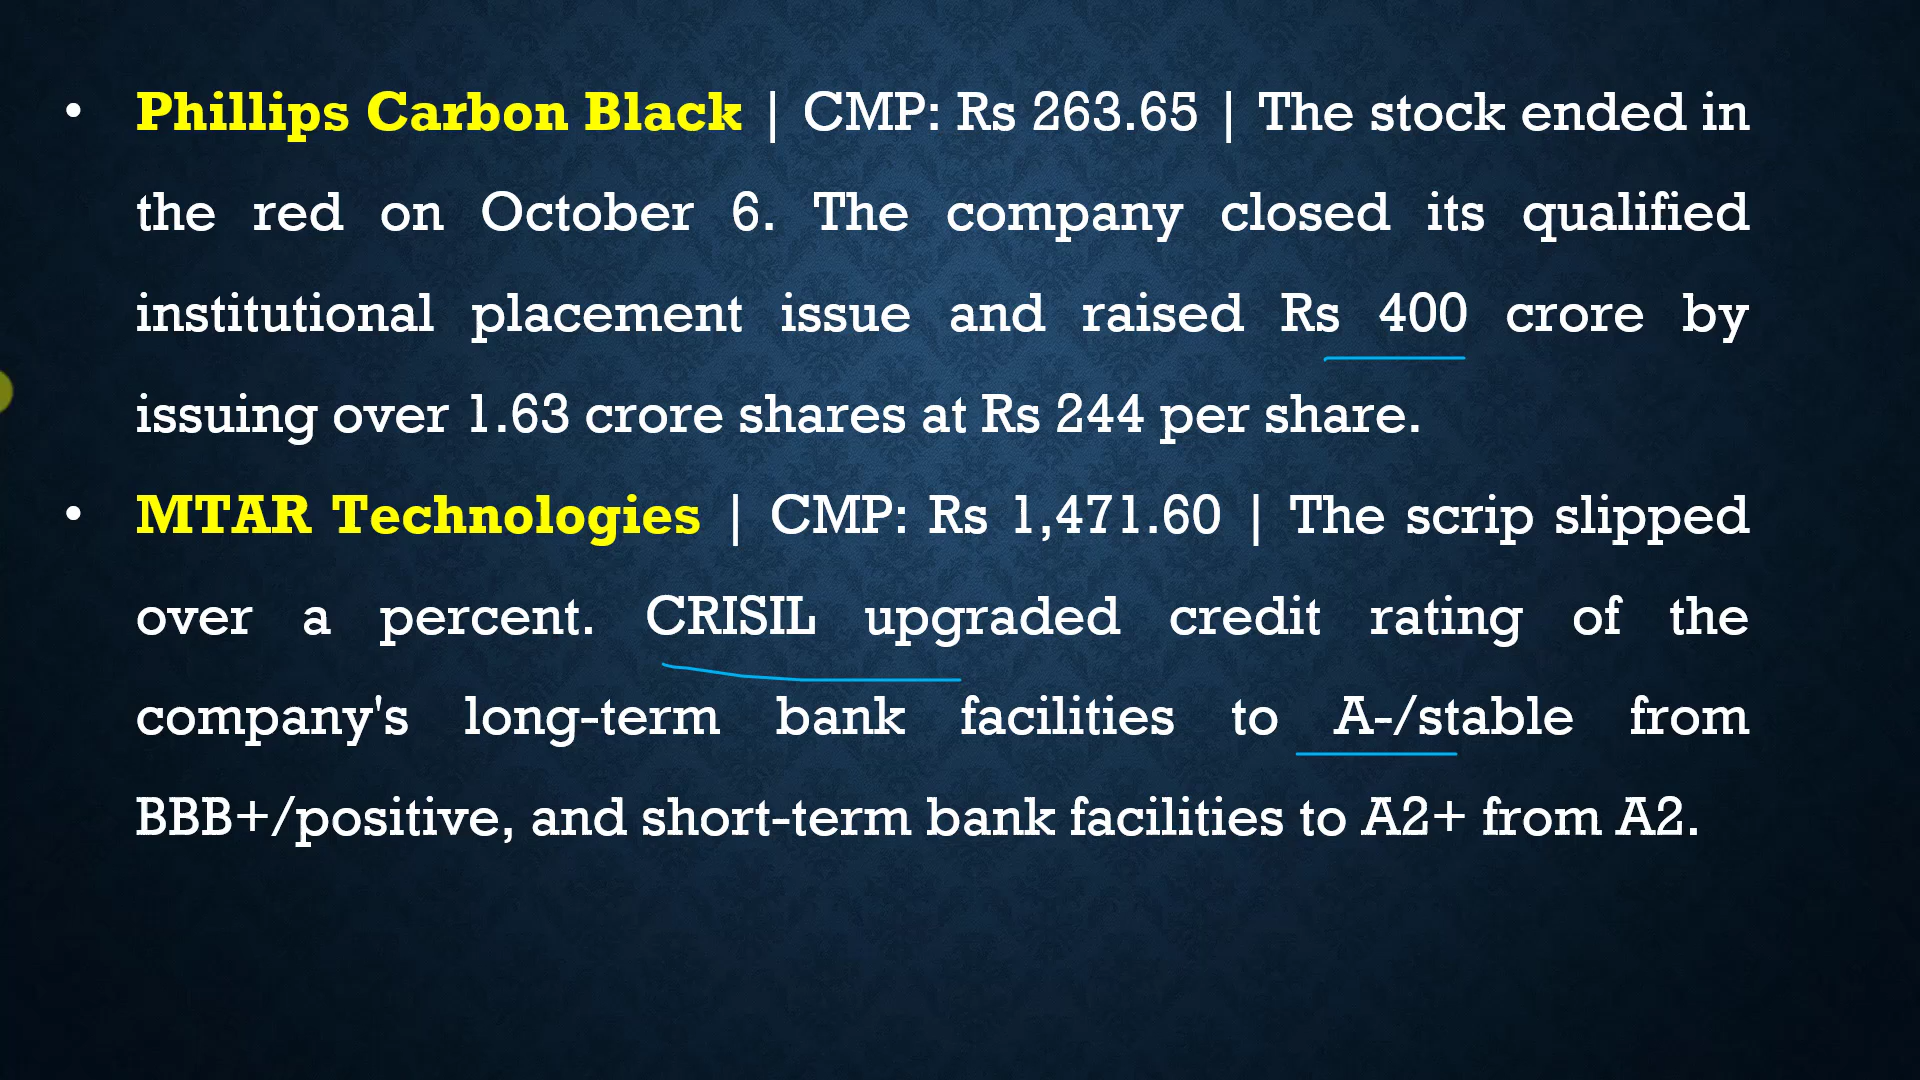 • Phillips Carbon Black | CMP: Rs 263.65 | The stock ended in
the red on October 6. The company closed its qualified
institutional placement issue and raised Rs 400 crore by
issuing over 1.63 crore shares at Rs 244 per share.
• MTAR Technologies | CMP: Rs 1,471.60 | The scrip slipped
over a percent. CRISIL upgraded credit rating of the
company's long-term bank facilities to A-/stable from
BBB+/positive, and short-term bank facilities to A2+ from A2.